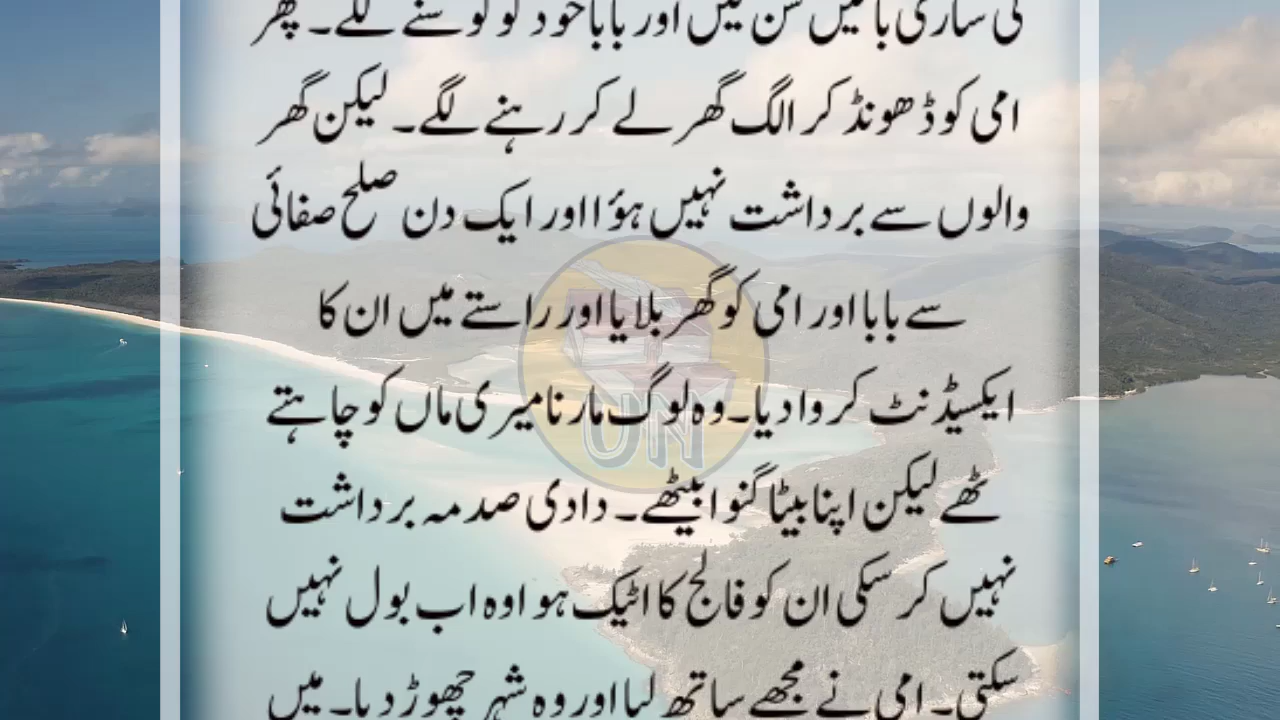 کی ساری باتیں سن لیں اور بابا خود کو کوسنے لگے۔ پھر
امی کو ڈھونڈ کر الگ گھر لے کر رہنے لگے۔ لیکن گھر
والوں سے برداشت نہیں ہؤا اور ایک دن صلح صفائی
سے بابا اور امی کو گھر بلایا اور راستے میں ان کا
ایکسیڈنٹ کروادیا۔وہ لوگ مارنا میری ماں کو چاہتے
ٹھے لیکن اپنا بیٹا گنوا بیٹھے۔ دادی صدمہ برداشت
نہیں کر سکی ان کو فالج کا اٹیک ہوا وہ اب بول نہیں
سکتی۔ امی نے مجھے ساتھ لیا اور وہ شہر چھوڑ دیا۔ میں
UN